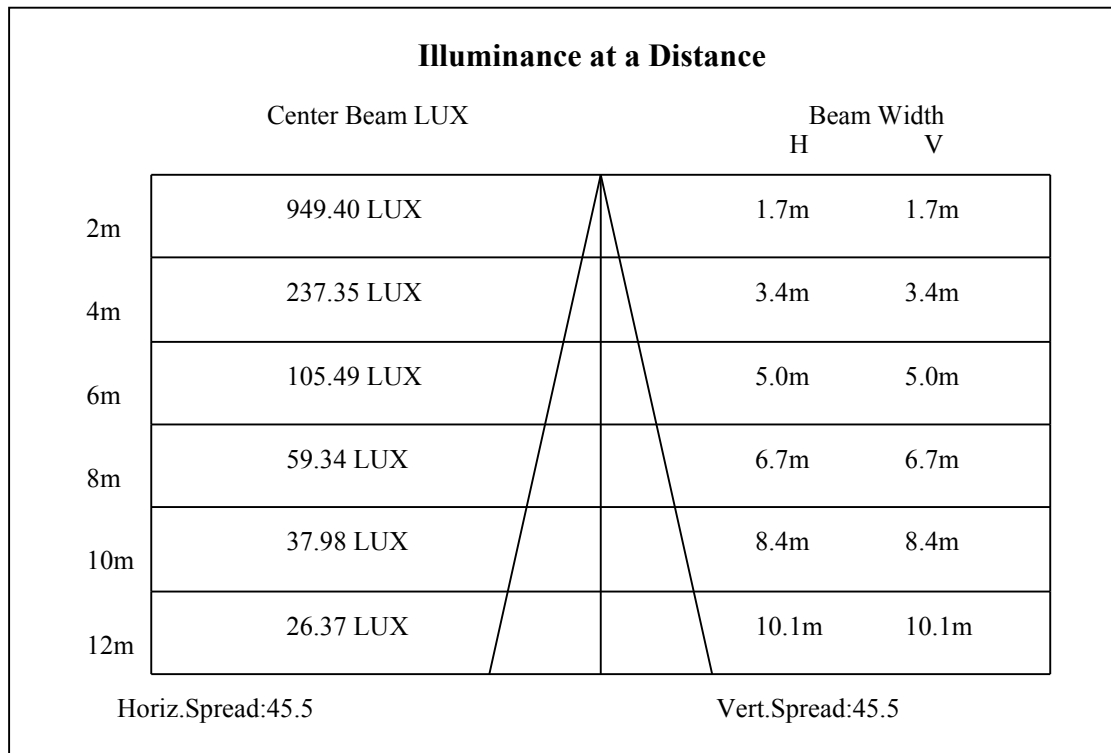 Illuminance at a Distance
Center Beam LUX Beam Width
H V
2m 949.40 LUX 1.7m 1.7m
4m 237.35 LUX 3.4m 3.4m
6m 105.49 LUX 5.0m 5.0m
8m 59.34 LUX 6.7m 6.7m
10m 37.98 LUX 8.4m 8.4m
12m 26.37 LUX 10.1m 10.1m
Horiz.Spread:45.5 Vert.Spread:45.5